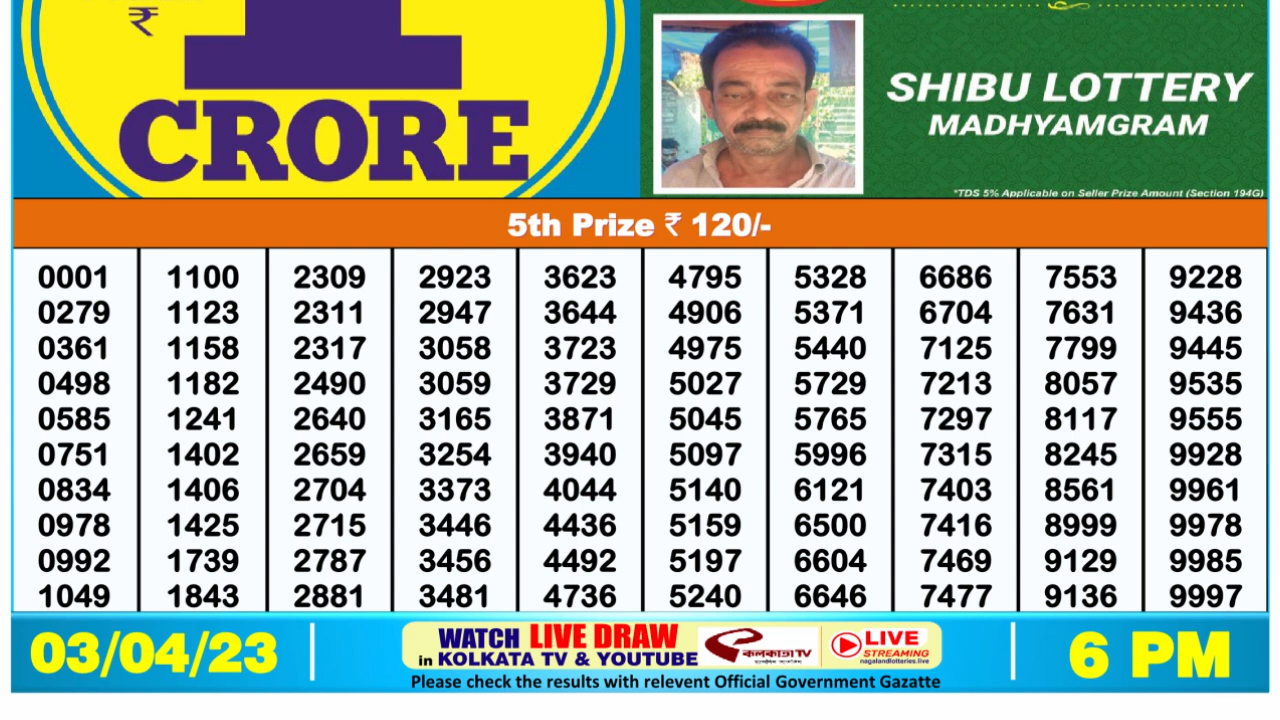 ₹
CRORE
SHIBU LOTTERY
MADHYAMGRAM
*TDS 5% Applicable on Seller Prize Amount (Section 194G)
5th Prize ₹ 120/-
0001 1100 2309 2923 3623 4795 5328 6686 7553 9228
0279 1123 2311 2947 3644 4906 5371 6704 7631 9436
0361 1158 2317 3058 3723 4975 5440 7125 7799 9445
0498 1182 2490 3059 3729 5027 5729 7213 8057 9535
0585 1241 2640 3165 3871 5045 5765 7297 8117 9555
0751 1402 2659 3254 3940 5097 5996 7315 8245 9928
0834 1406 2704 3373 4044 5140 6121 7403 8561 9961
0978 1425 2715 3446 4436 5159 6500 7416 8999 9978
0992 1739 2787 3456 4492 5197 6604 7469 9129 9985
1049 1843 2881 3481 4736 5240 6646 7477 9136 9997
03/04/23
WATCH LIVE DRAW
in KOLKATA TV & YOUTUBE
কলকাতা TV
LIVE
STREAMING
nagalandlotteries.live
Please check the results with relevent Official Government Gazatte
6 PM